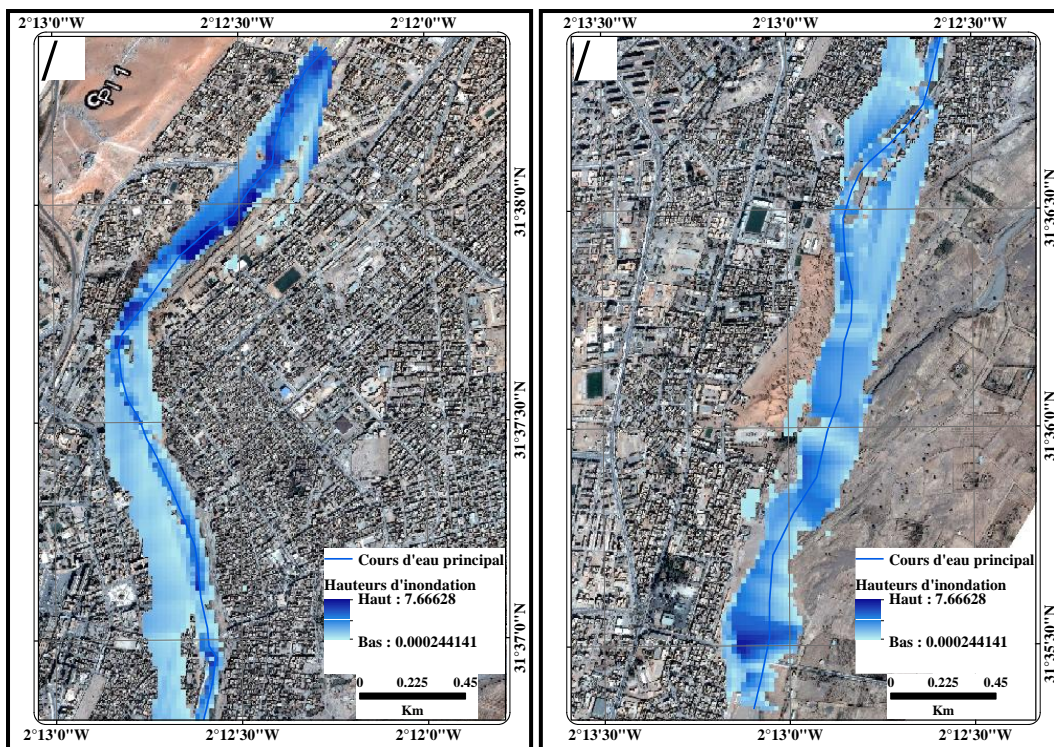 2°13'0"W 2°12'30"W 2°12'0"W
CPI 1
31°38'0"N
31°37'30"N
31°37'0"N
Cours d'eau principal
Hauteurs d'inondation
Haut : 7.66628
Bas : 0.000244141
0 0.225 0.45
Km
2°13'0"W 2°12'30"W 2°12'0"W
2°13'30"W 2°13'0"W 2°12'30"W
31°36'30"N
31°36'0"N
31°35'30"N
Cours d'eau principal
Hauteurs d'inondation
Haut : 7.66628
Bas : 0.000244141
0 0.225 0.45
Km
2°13'30"W 2°13'0"W 2°12'30"W